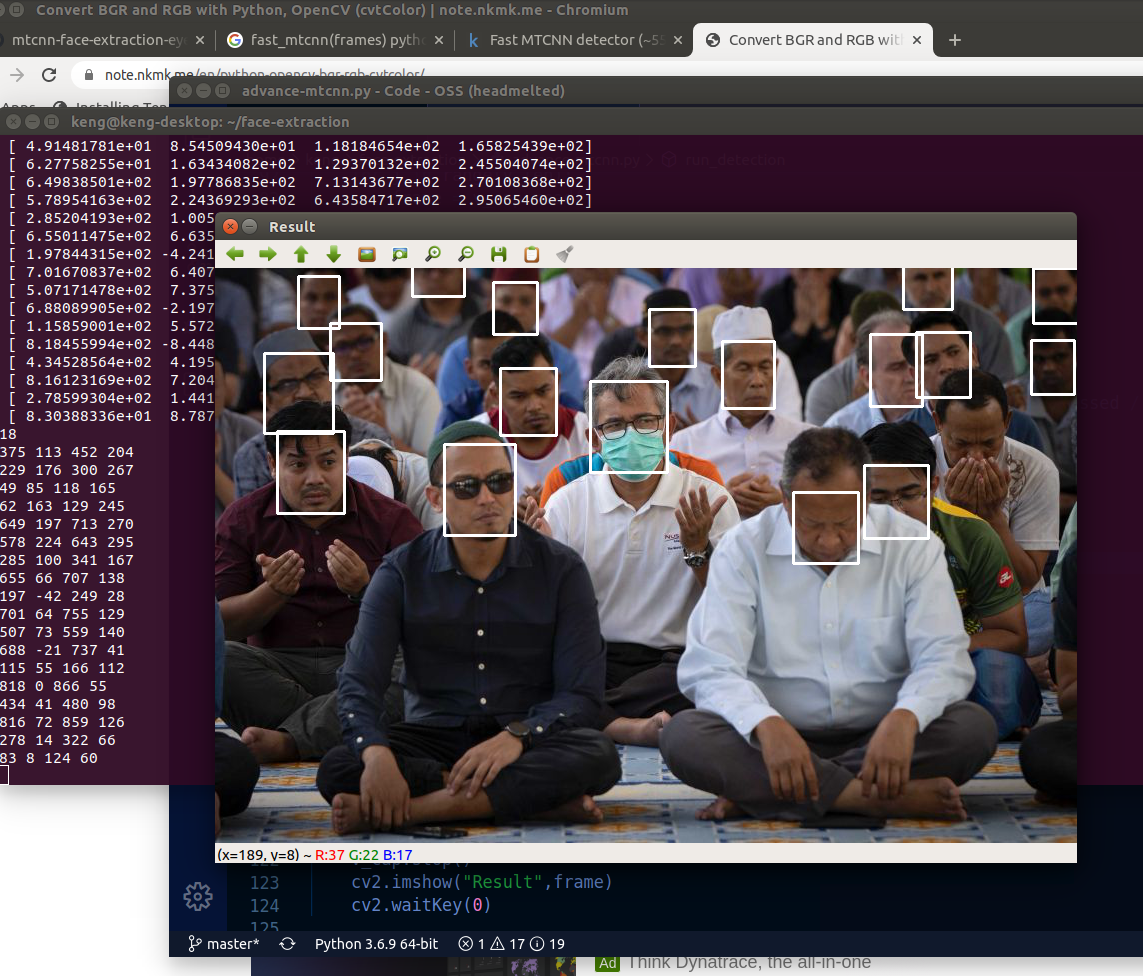 Convert BGR and RGB with Python, OpenCV (cvtColor) | note.nkmk.me - Chromium
mtcnn-face-extraction-eye
fast_mtcnn(frames) pytho
Fast MTCNN detector (~55
Convert BGR and RGB with
note.nkmk.me/en/python-opencv-bgr-rgb-cvtcolor/
advance-mtcnn.py - Code - OSS (headmelted)
Apps
keng@keng-desktop: ~/face-extraction
[ 4.91481781e+01 8.54509430e+01 1.18184654e+02 1.65825439e+02]
[ 6.27758255e+01 1.63434082e+02 1.29370132e+02 2.45504074e+02]
[ 6.49838501e+02 1.97786835e+02 7.13143677e+02 2.70108368e+02]
[ 5.78954163e+02 2.24369293e+02 6.43584717e+02 2.95065460e+02]
[ 2.85204193e+02 1.005
[ 6.55011475e+02 6.635
[ 1.97844315e+02 -4.241
[ 7.01670837e+02 6.407
[ 5.07171478e+02 7.375
[ 6.88089905e+02 -2.197
[ 1.15859001e+02 5.572
[ 8.18455994e+02 -8.448
[ 4.34528564e+02 4.195
[ 8.16123169e+02 7.204
[ 2.78599304e+02 1.441
[ 8.30388336e+01 8.787
18
375 113 452 204
229 176 300 267
49 85 118 165
62 163 129 245
649 197 713 270
578 224 643 295
285 100 341 167
655 66 707 138
197 -42 249 28
701 64 755 129
507 73 559 140
688 -21 737 41
115 55 166 112
818 0 866 55
434 41 480 98
816 72 859 126
278 14 322 66
83 8 124 60
run_detection
Result
(x=189, y=8) ~ R:37 G:22 B:17
123 cv2.imshow("Result",frame)
124 cv2.waitKey(0)
125
master* Python 3.6.9 64-bit 1 17 19
Ad Think Dynatrace, the all-in-one